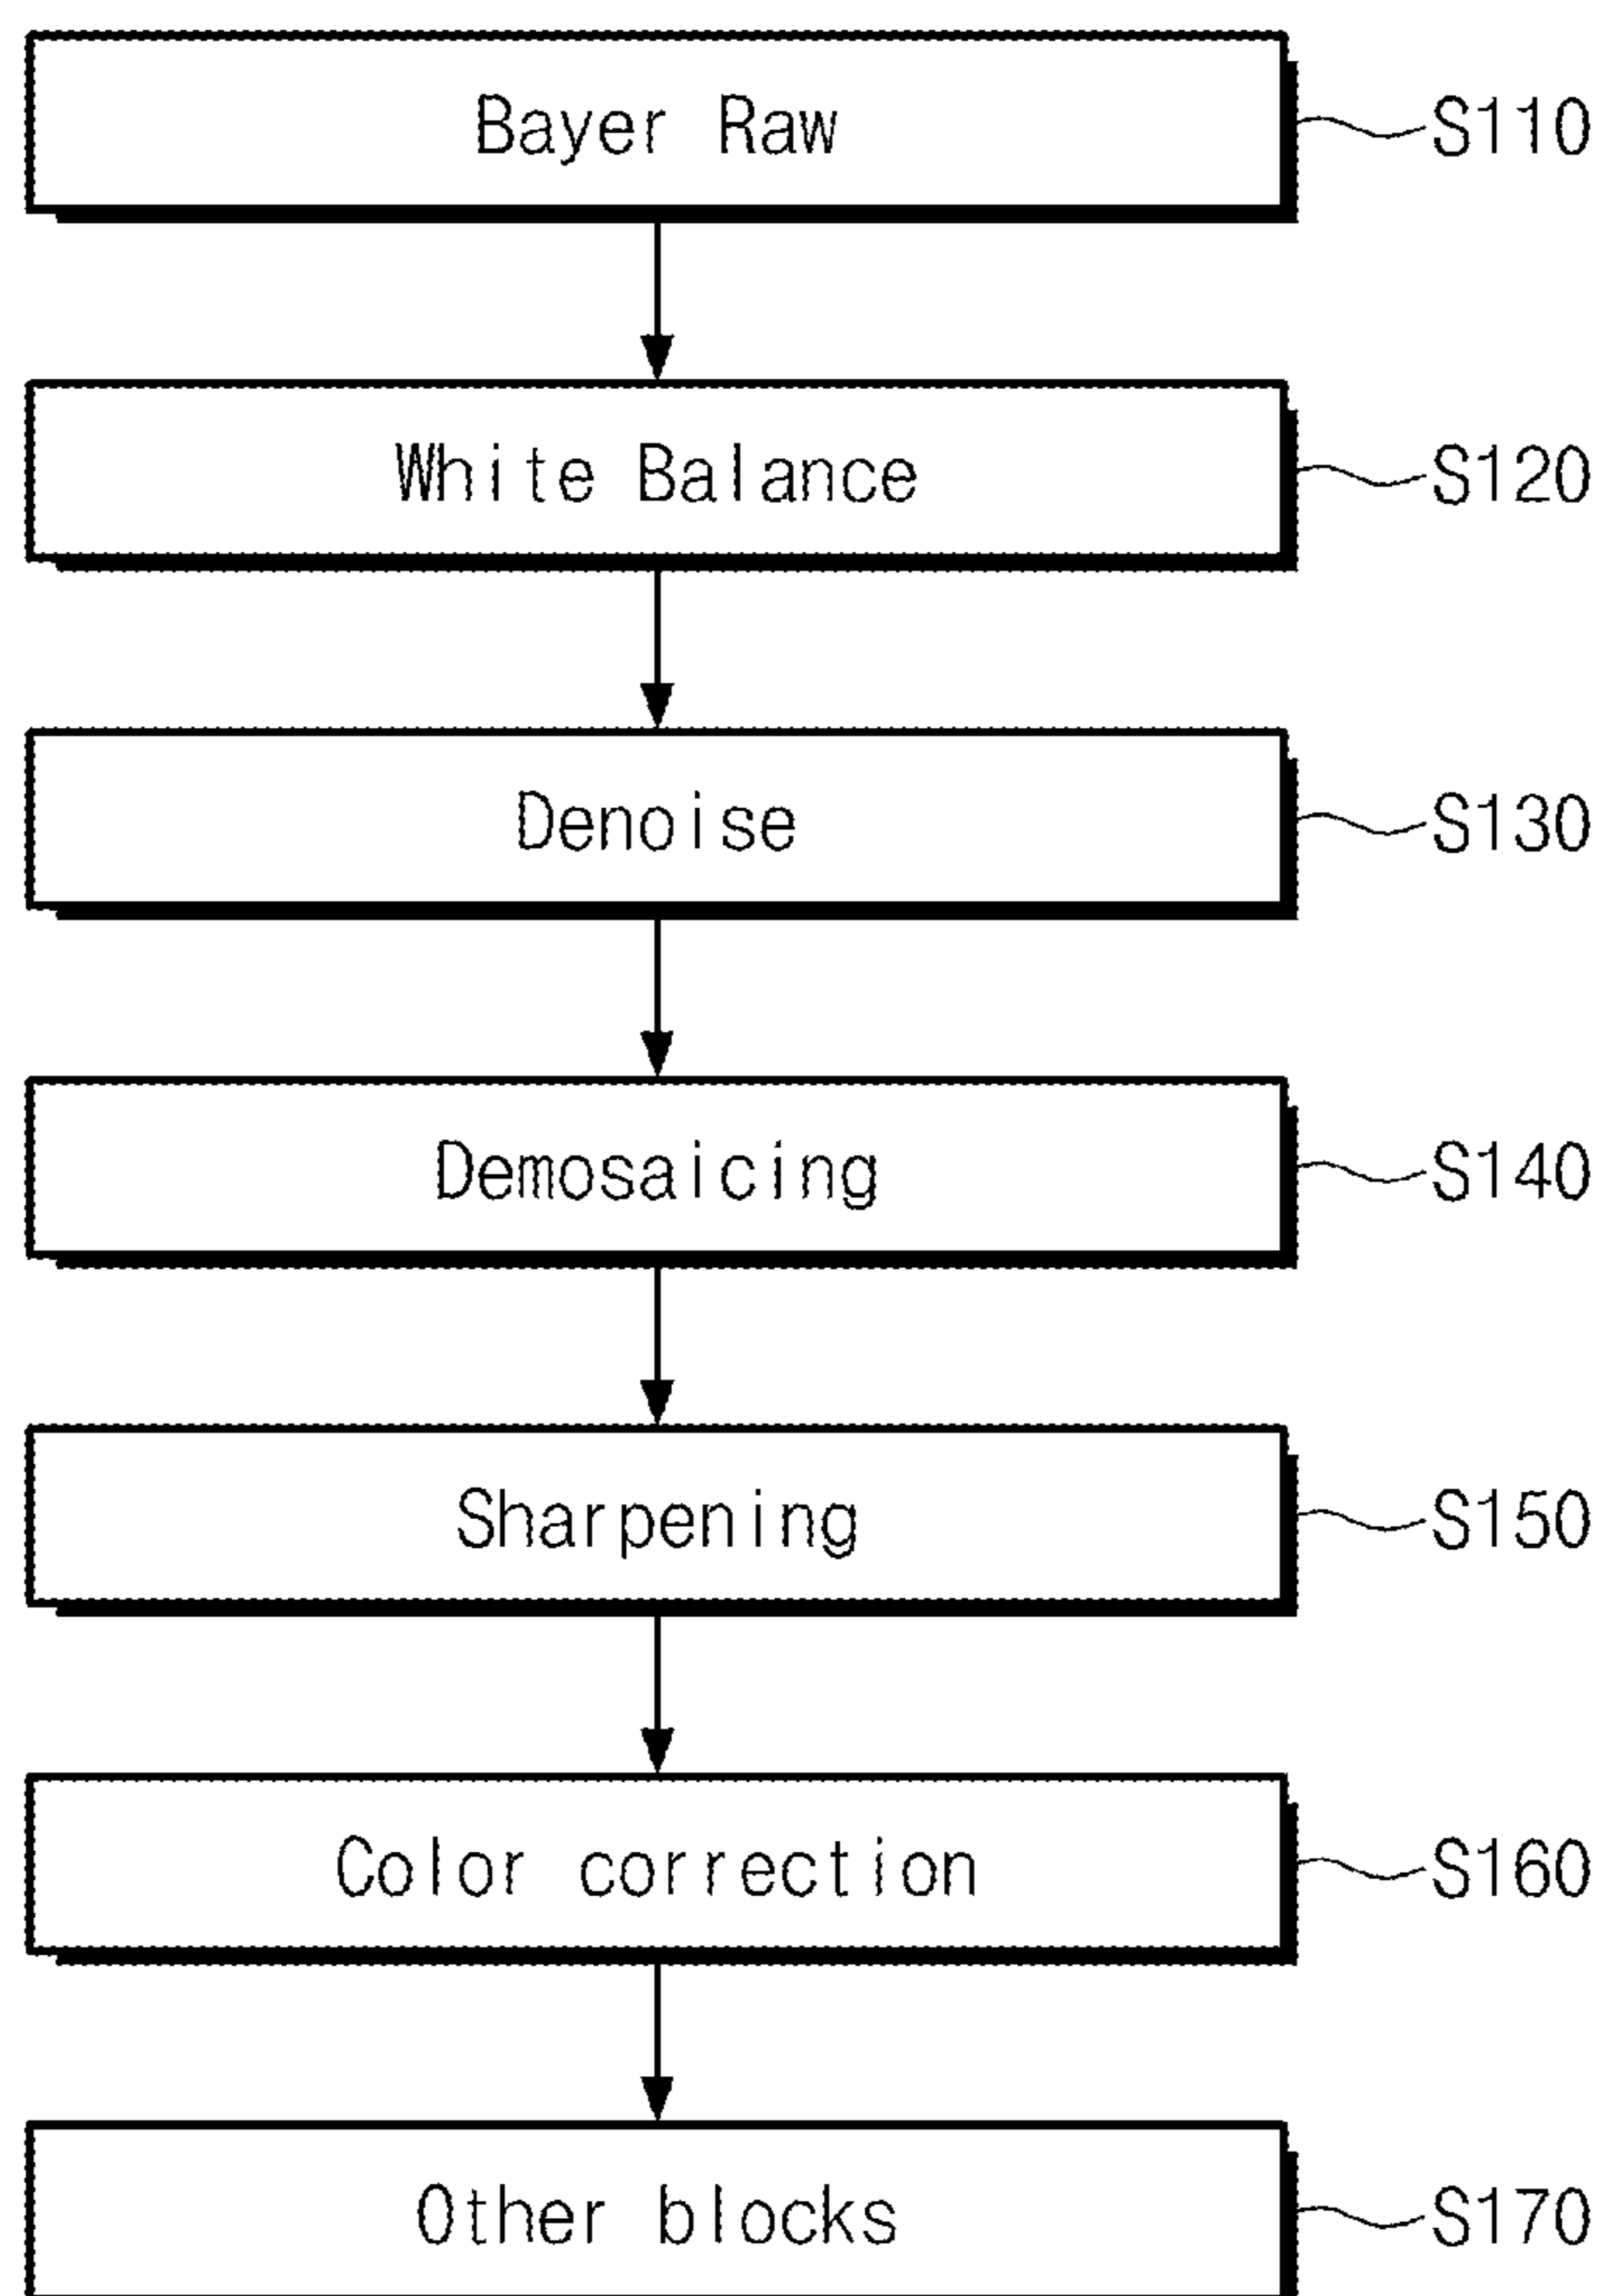 Bayer Raw S110
White Balance S120
Denoise S130
Demosaicing S140
Sharpening S150
Color correction S160
Other blocks S170